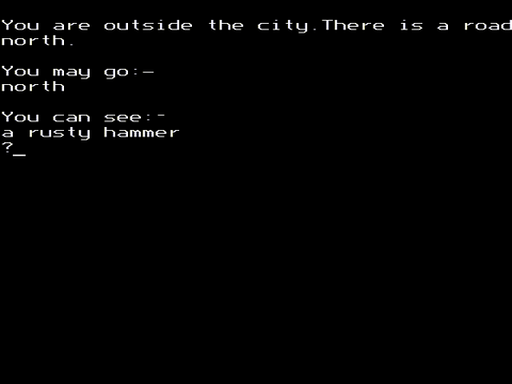 You are outside the city.There is a road
north.
You may go:-
north
You can see:-
a rusty hammer
?_